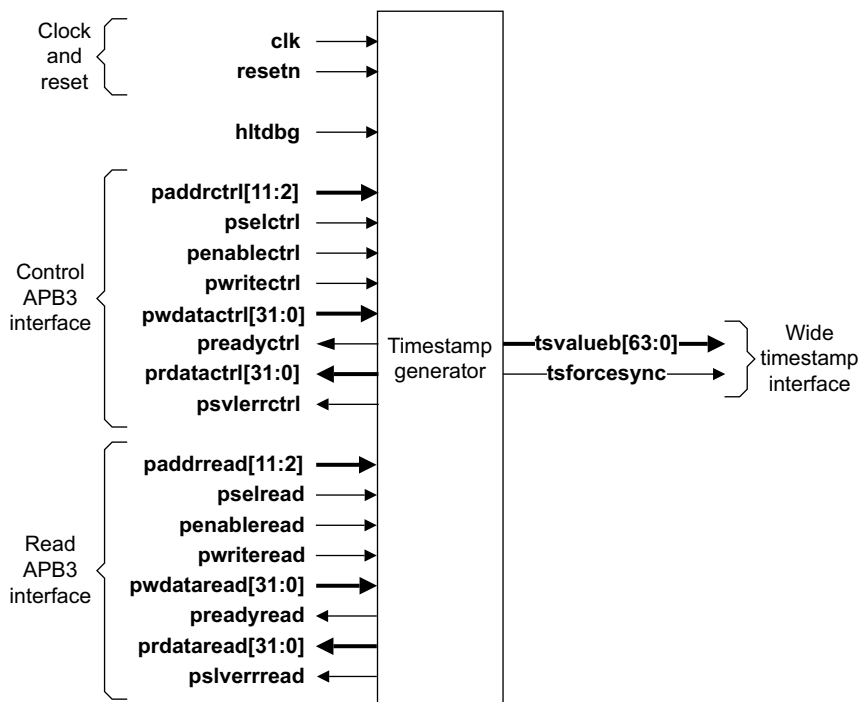 Clock
and
reset
clk
resetn
hltdbg
Control
APB3
interface
paddrctrl[11:2]
pselctrl
penablectrl
pwritectrl
pwdatactrl[31:0]
preadyctrl
prdatactrl[31:0]
psvlerrctrl
Read
APB3
interface
paddrread[11:2]
pselread
penableread
pwriteread
pwdataread[31:0]
preadyread
prdataread[31:0]
pslverrread
Timestamp
generator
tsvalueb[63:0]
tsforcesync
Wide
timestamp
interface